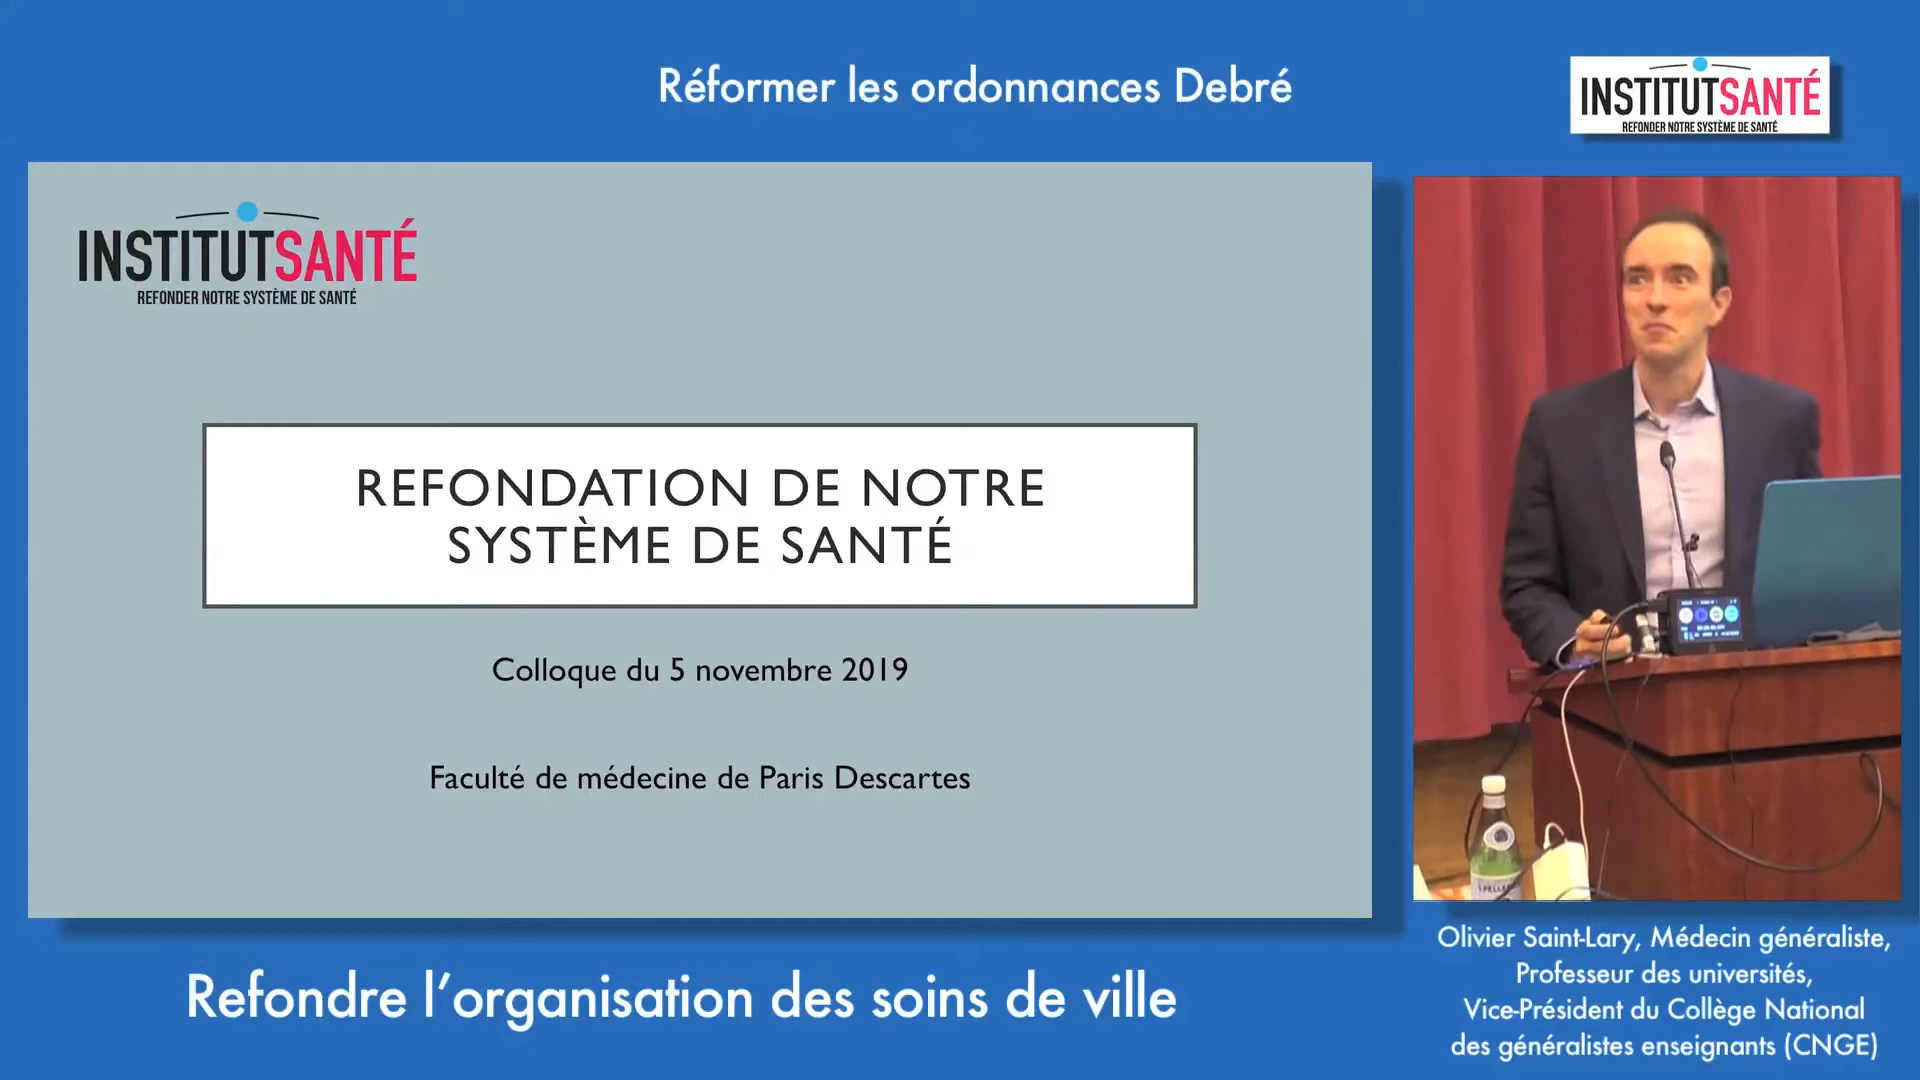 Réformer les ordonnances Debré
INSTITUTSANTÉ
REFONDER NOTRE SYSTÈME DE SANTÉ
INSTITUTSANTÉ
REFONDER NOTRE SYSTÈME DE SANTÉ
REFONDATION DE NOTRE
SYSTÈME DE SANTÉ
Colloque du 5 novembre 2019
Faculté de médecine de Paris Descartes
Refondre l’organisation des soins de ville
Olivier Saint-Lary, Médecin généraliste,
Professeur des universités,
Vice-Président du Collège National
des généralistes enseignants (CNGE)